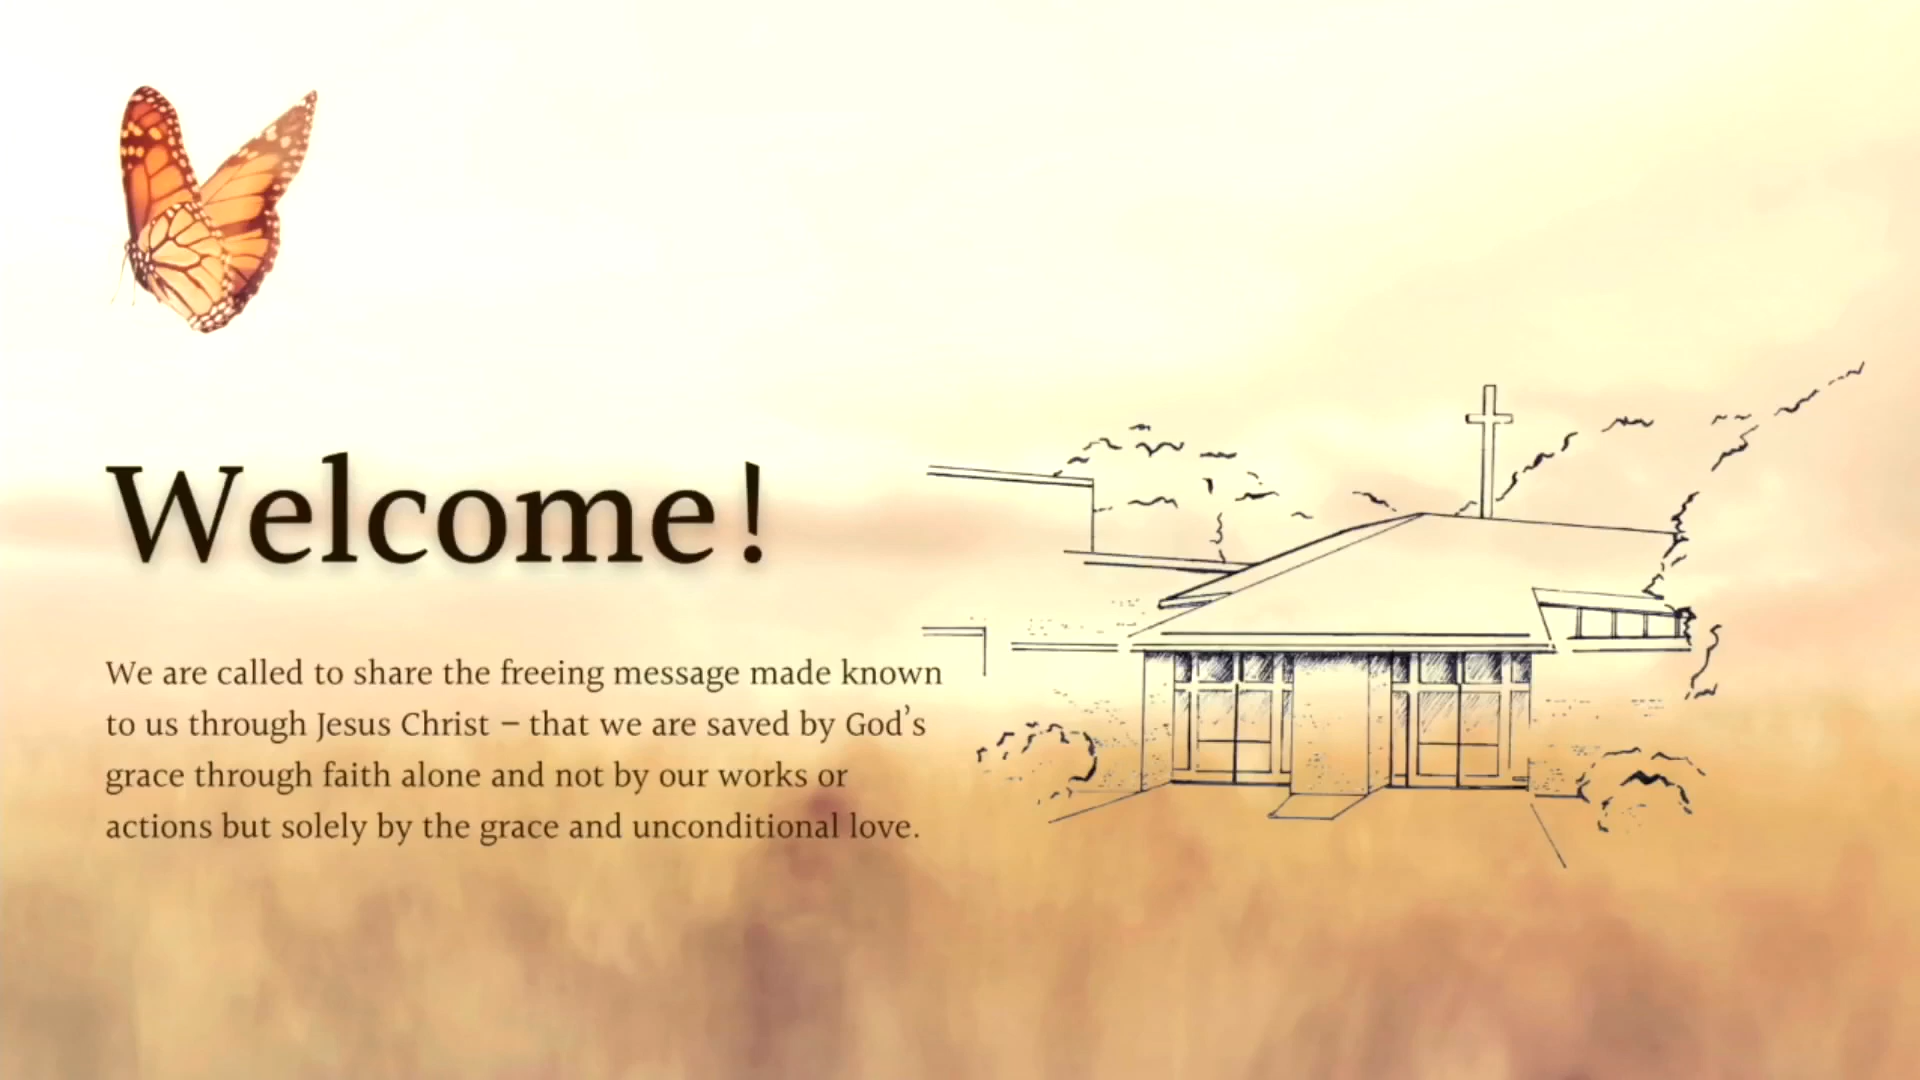 Welcome!
We are called to share the freeing message made known
to us through Jesus Christ – that we are saved by God’s
grace through faith alone and not by our works or
actions but solely by the grace and unconditional love.